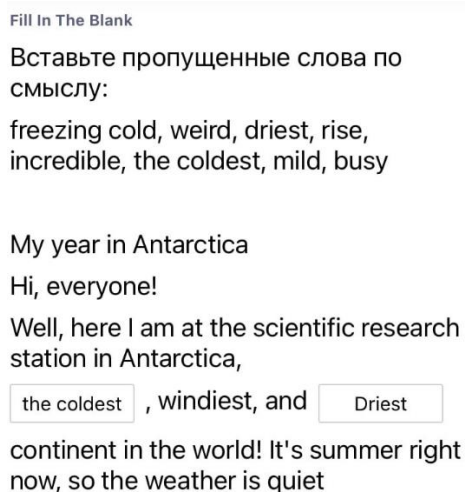 Fill In The Blank
Вставьте пропущенные слова по
смыслу:
freezing cold, weird, driest, rise,
incredible, the coldest, mild, busy
My year in Antarctica
Hi, everyone!
Well, here I am at the scientific research
station in Antarctica,
the coldest , windiest, and Driest
continent in the world! It's summer right
now, so the weather is quiet